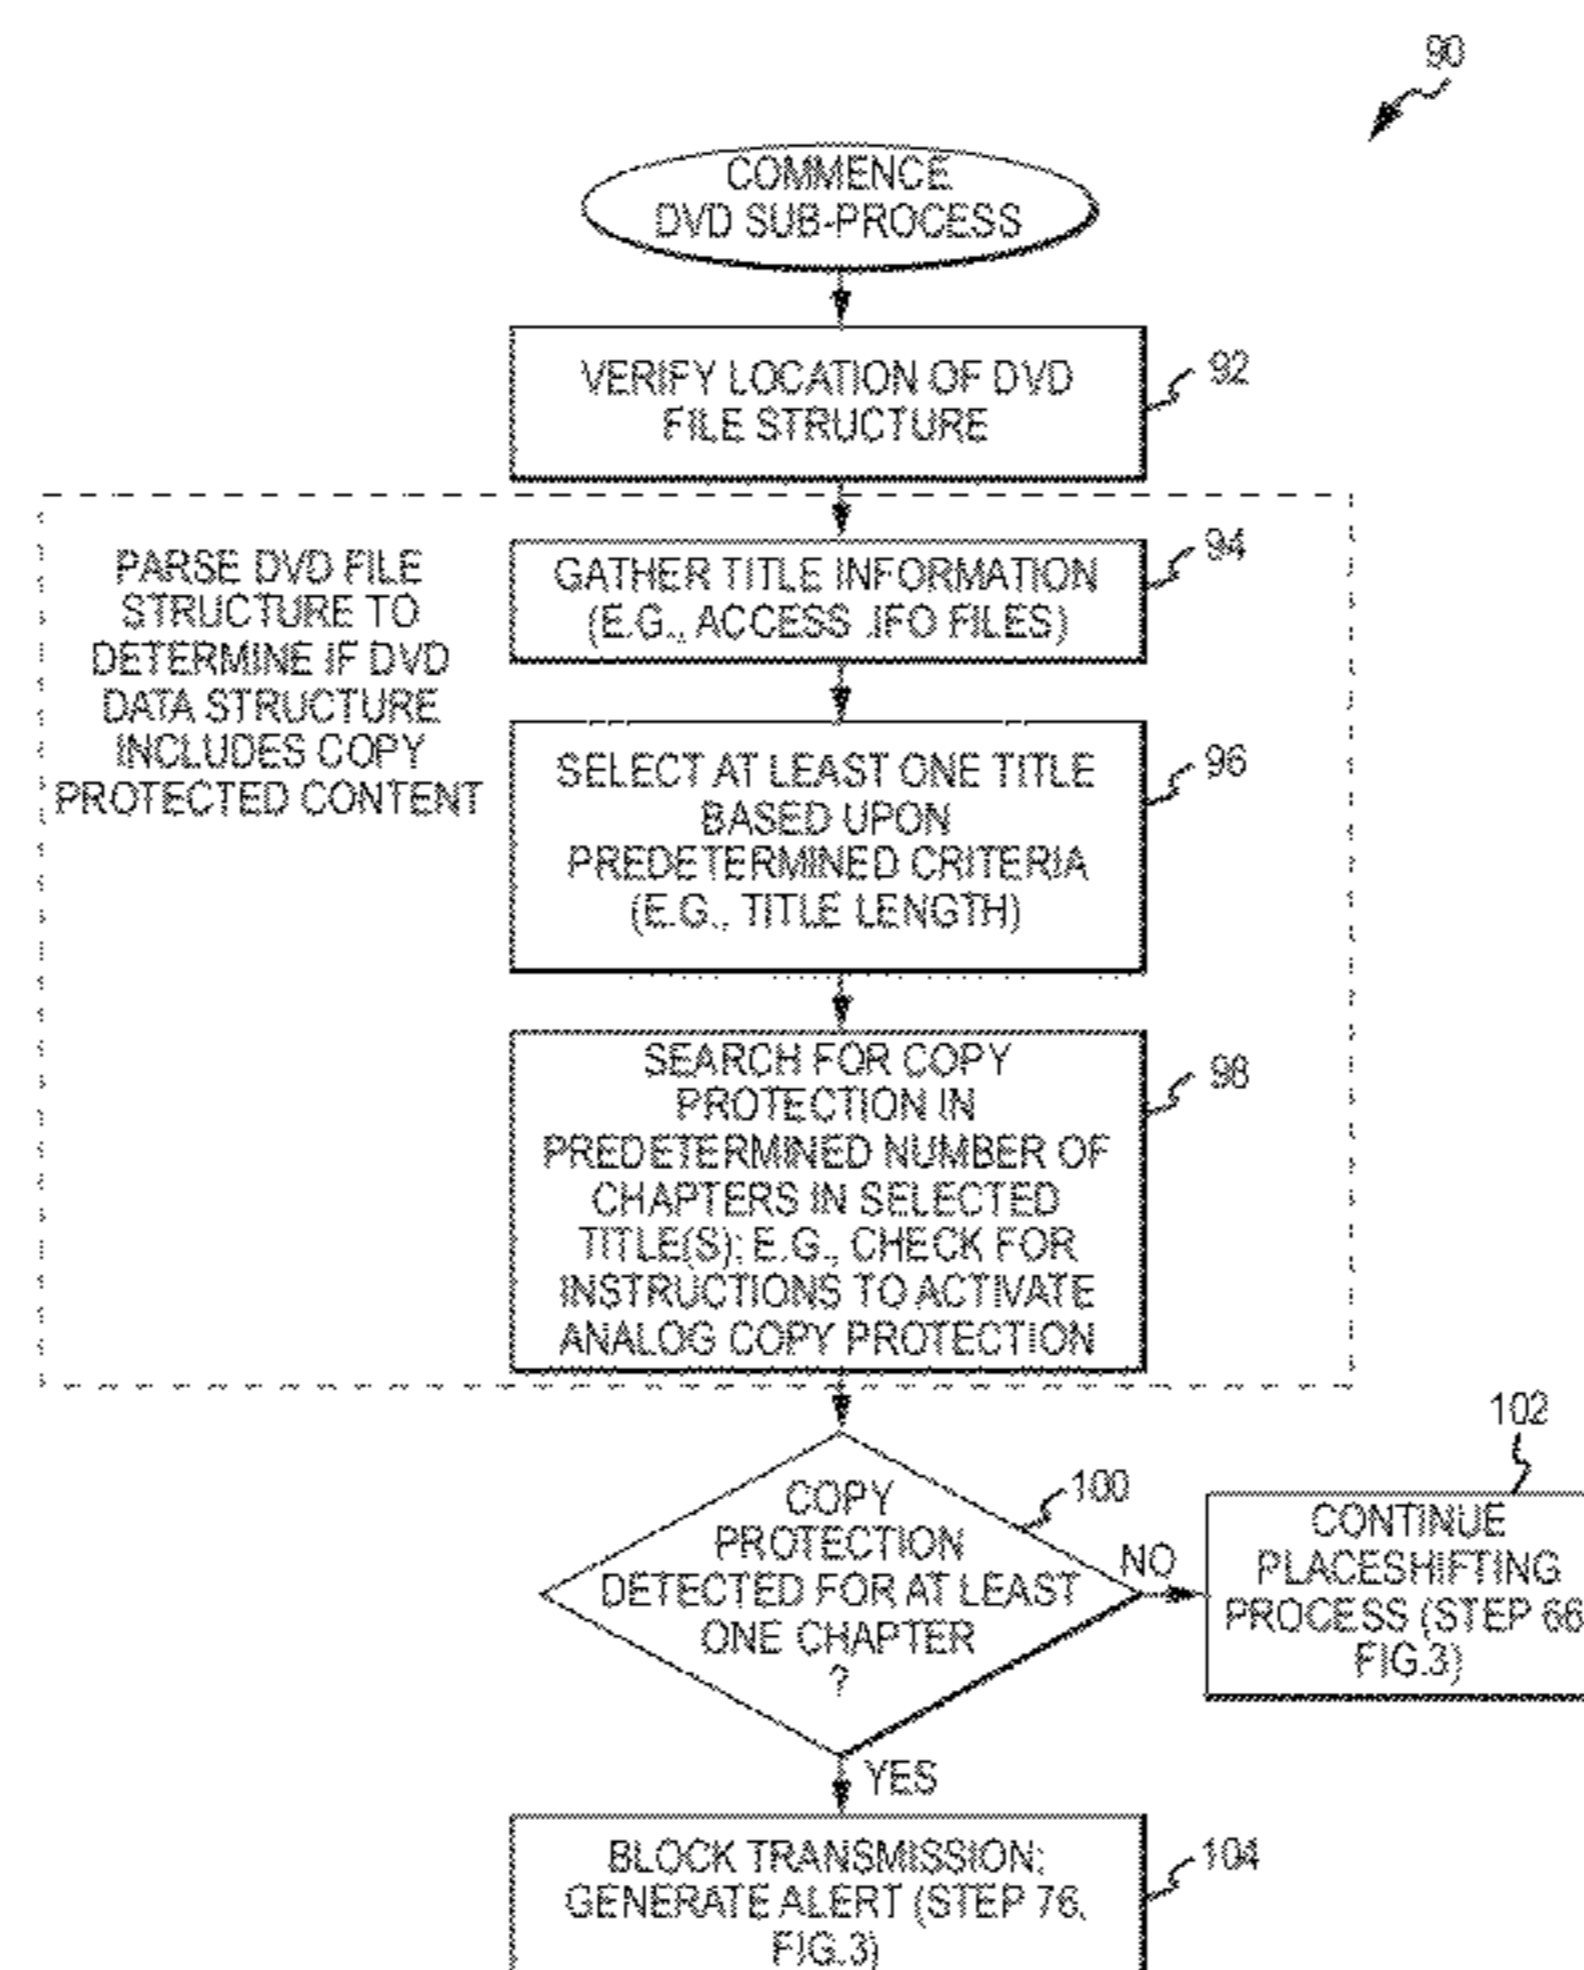 90
COMMENCE
DVD SUB-PROCESS
VERIFY LOCATION OF DVD
FILE STRUCTURE
92
PARSE DVD FILE
STRUCTURE TO
DETERMINE IF DVD
DATA STRUCTURE
INCLUDES COPY
PROTECTED CONTENT
GATHER TITLE INFORMATION
(E.G., ACCESS .IFO FILES)
94
SELECT AT LEAST ONE TITLE
BASED UPON
PREDETERMINED CRITERIA
(E.G., TITLE LENGTH)
96
SEARCH FOR COPY
PROTECTION IN
PREDETERMINED NUMBER OF
CHAPTERS IN SELECTED
TITLE(S); E.G., CHECK FOR
INSTRUCTIONS TO ACTIVATE
ANALOG COPY PROTECTION
98
COPY
PROTECTION
DETECTED FOR AT LEAST
ONE CHAPTER
?
100
NO
102
CONTINUE
PLACESHIFTING
PROCESS (STEP 66
FIG.3)
YES
BLOCK TRANSMISSION;
GENERATE ALERT (STEP 76,
FIG.3)
104